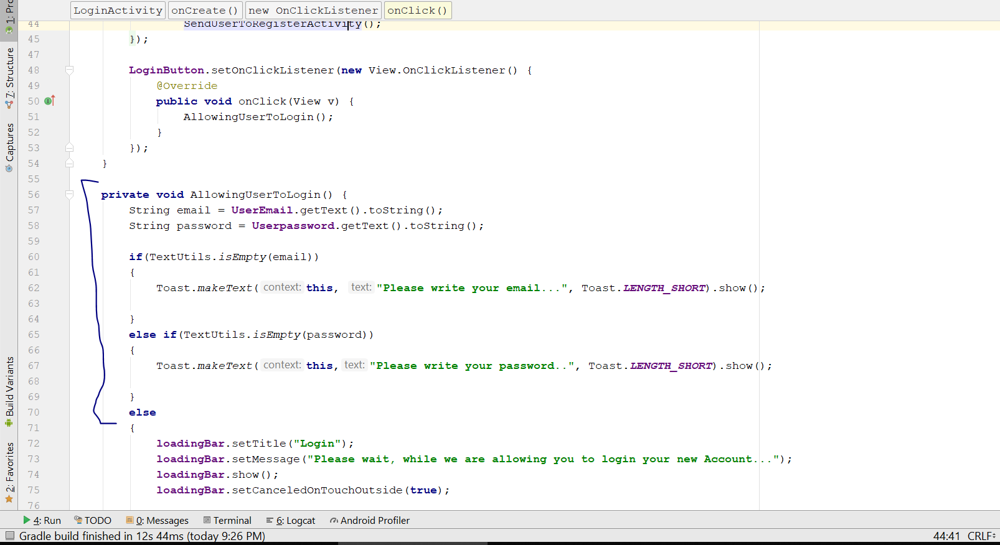 LoginActivity onCreate() new OnClickListener onClick()
44 SendUserToRegisterActivity();
45 });
47
48 LoginButton.setOnClickListener(new View.OnClickListener() {
49 @Override
50 public void onClick(View v) {
51 AllowingUserToLogin();
52 }
53 });
54 }
55
56 private void AllowingUserToLogin() {
57 String email = UserEmail.getText().toString();
58 String password = Userpassword.getText().toString();
59
60 if(TextUtils.isEmpty(email))
61 {
62 Toast.makeText( context: this, text: "Please write your email...", Toast.LENGTH_SHORT).show();
63
64 }
65 else if(TextUtils.isEmpty(password))
66 {
67 Toast.makeText( context: this, text: "Please write your password..", Toast.LENGTH_SHORT).show();
68
69 }
70 else
71 {
72 loadingBar.setTitle("Login");
73 loadingBar.setMessage("Please wait, while we are allowing you to login your new Account...");
74 loadingBar.show();
75 loadingBar.setCanceledOnTouchOutside(true);
76
7: Structure
Captures
Build Variants
2: Favorites
4: Run TODO 0: Messages Terminal 6: Logcat Android Profiler
Gradle build finished in 12s 44ms (today 9:26 PM) 44:41 CRLF